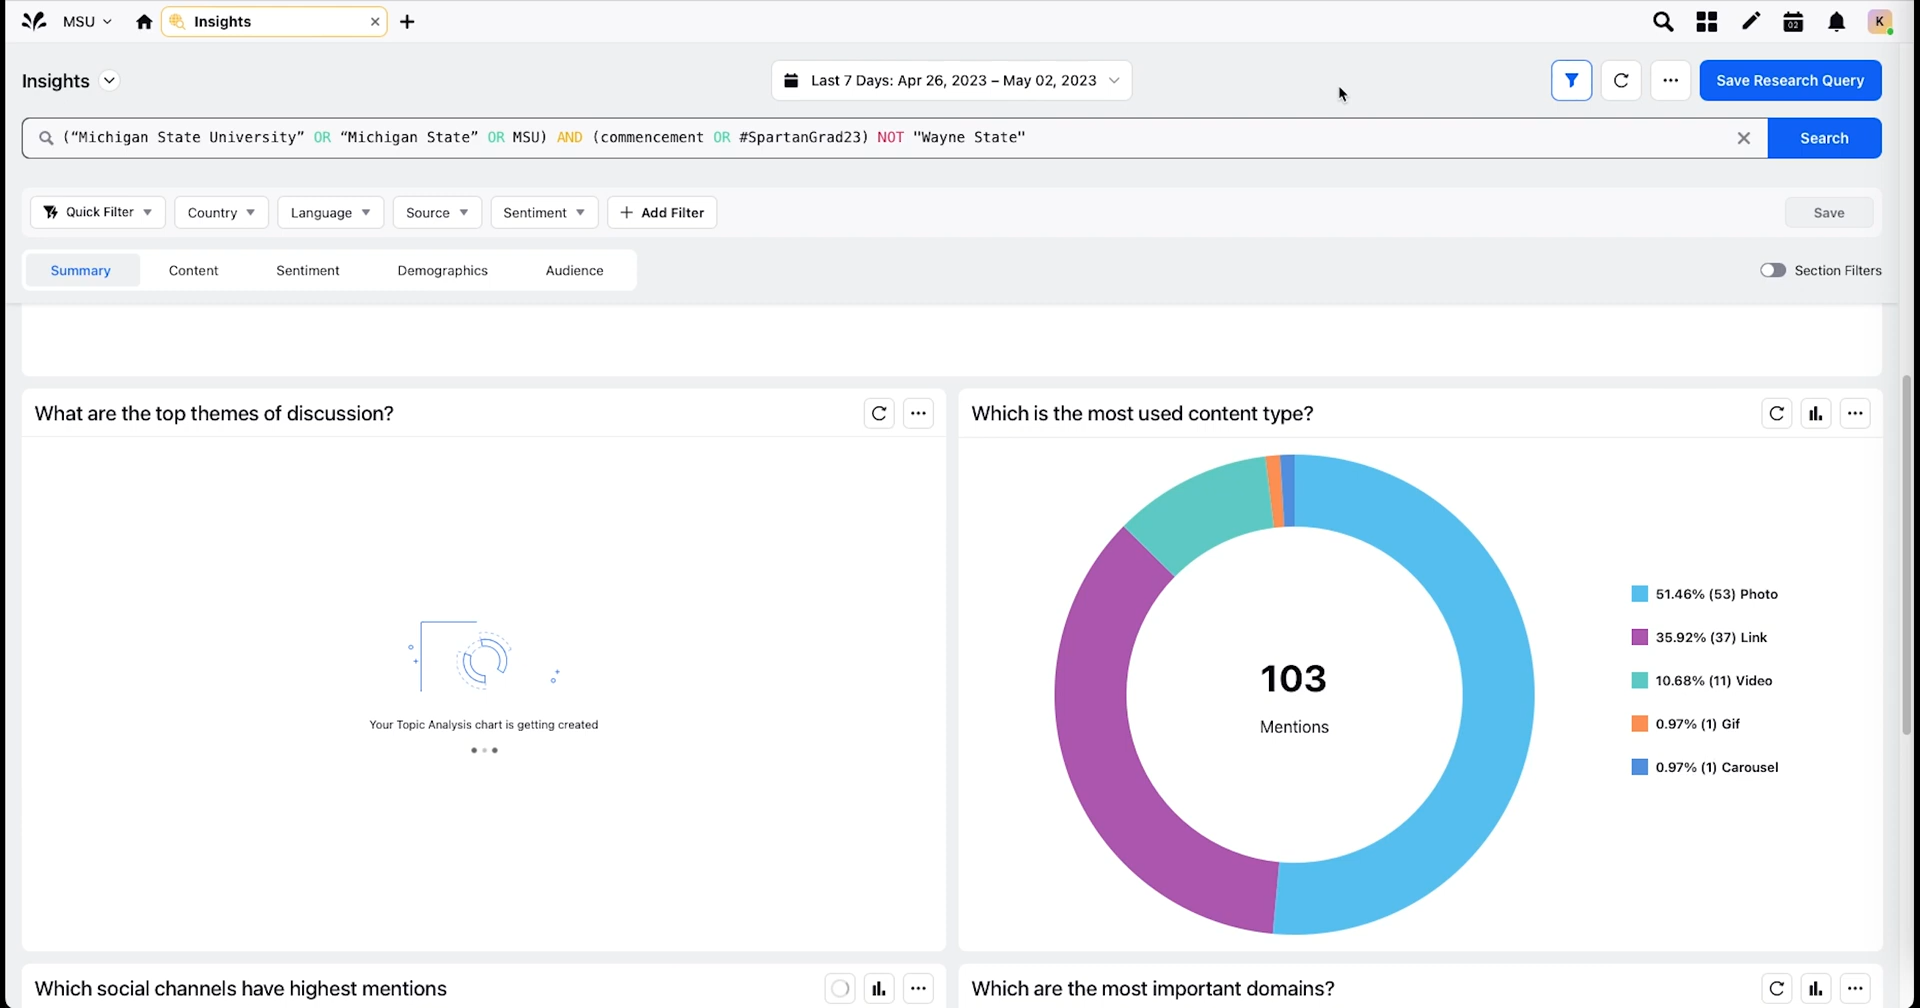 MSU
Insights
02
K
Insights
Last 7 Days: Apr 26, 2023 – May 02, 2023
Save Research Query
(“Michigan State University” OR “Michigan State” OR MSU) AND (commencement OR #SpartanGrad23) NOT "Wayne State"
Search
Quick Filter
Country
Language
Source
Sentiment
Add Filter
Save
Summary
Content
Sentiment
Demographics
Audience
Section Filters
What are the top themes of discussion?
Your Topic Analysis chart is getting created
Which is the most used content type?
103
Mentions
51.46% (53) Photo
35.92% (37) Link
10.68% (11) Video
0.97% (1) Gif
0.97% (1) Carousel
Which social channels have highest mentions
Which are the most important domains?